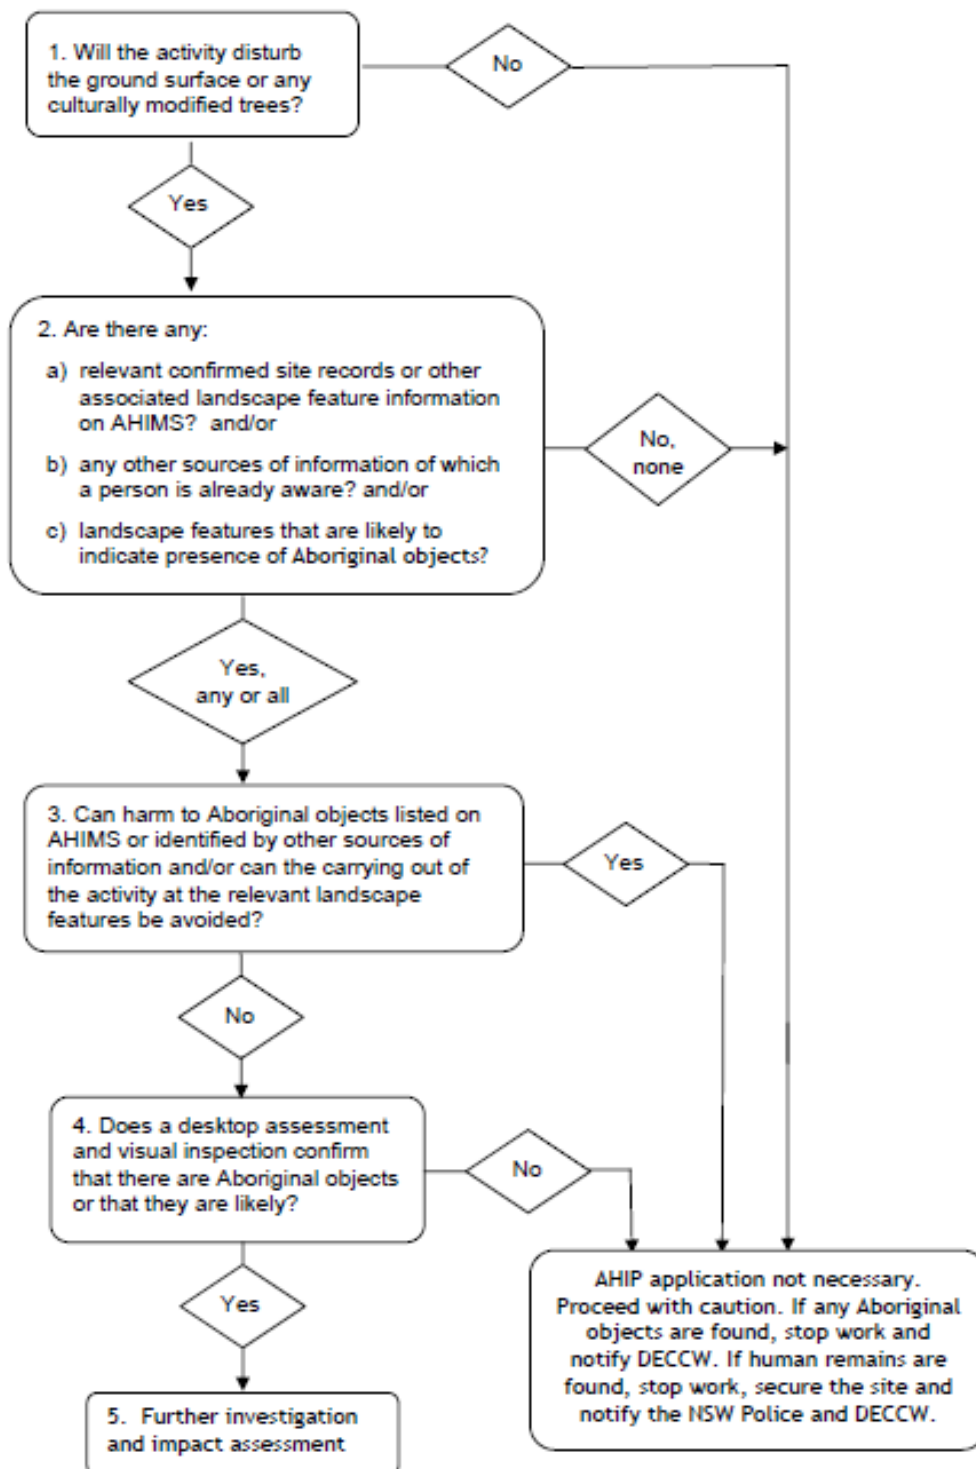 1. Will the activity disturb
the ground surface or any
culturally modified trees?
No
Yes
2. Are there any:
a) relevant confirmed site records or other
associated landscape feature information
on AHIMS? and/or
b) any other sources of information of which
a person is already aware? and/or
c) landscape features that are likely to
indicate presence of Aboriginal objects?
No,
none
Yes,
any or all
3. Can harm to Aboriginal objects listed on
AHIMS or identified by other sources of
information and/or can the carrying out of
the activity at the relevant landscape
features be avoided?
Yes
No
4. Does a desktop assessment
and visual inspection confirm
that there are Aboriginal objects
or that they are likely?
No
Yes
AHIP application not necessary.
Proceed with caution. If any Aboriginal
objects are found, stop work and
notify DECCW. If human remains are
found, stop work, secure the site and
notify the NSW Police and DECCW.
5. Further investigation
and impact assessment